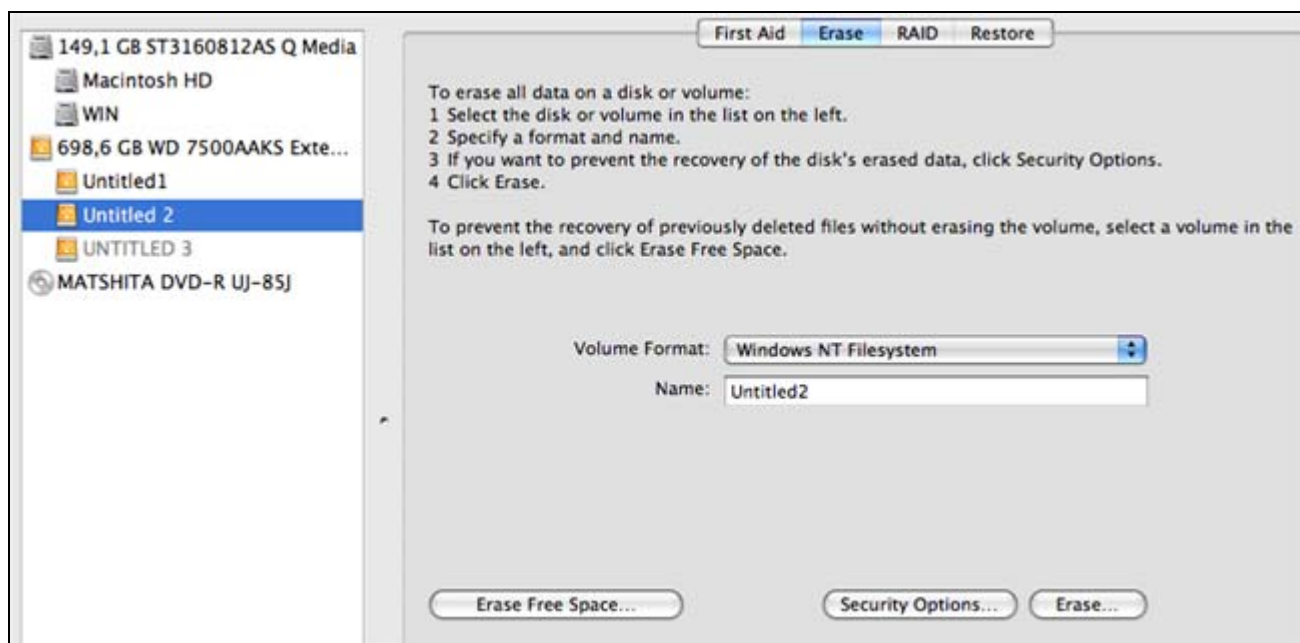 149,1 GB ST3160812AS Q Media
Macintosh HD
WIN
698,6 GB WD 7500AAKS Exte...
Untitled1
Untitled 2
UNTITLED 3
MATSHITA DVD-R UJ-85J
First Aid Erase RAID Restore
To erase all data on a disk or volume:
1 Select the disk or volume in the list on the left.
2 Specify a format and name.
3 If you want to prevent the recovery of the disk's erased data, click Security Options.
4 Click Erase.
To prevent the recovery of previously deleted files without erasing the volume, select a volume in the
list on the left, and click Erase Free Space.
Volume Format: Windows NT Filesystem
Name: Untitled2
Erase Free Space... Security Options... Erase...